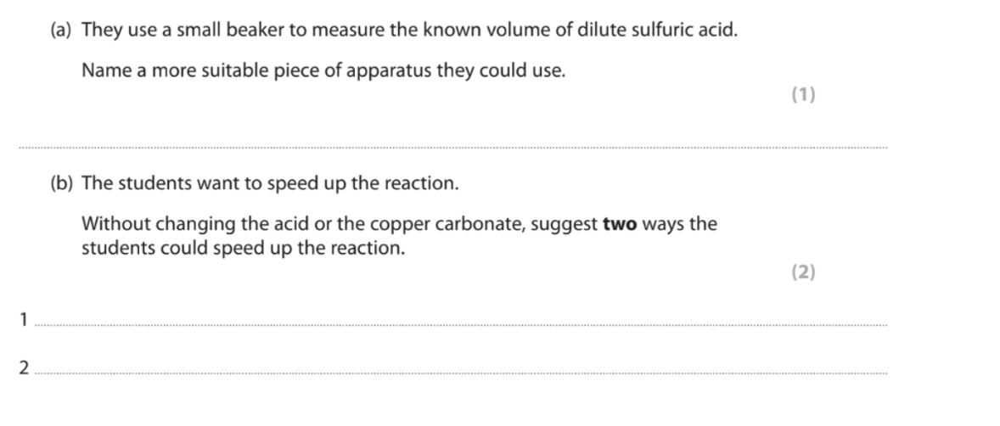 (a) They use a small beaker to measure the known volume of dilute sulfuric acid.
Name a more suitable piece of apparatus they could use.
(1)
(b) The students want to speed up the reaction.
Without changing the acid or the copper carbonate, suggest two ways the
students could speed up the reaction.
(2)
1
2